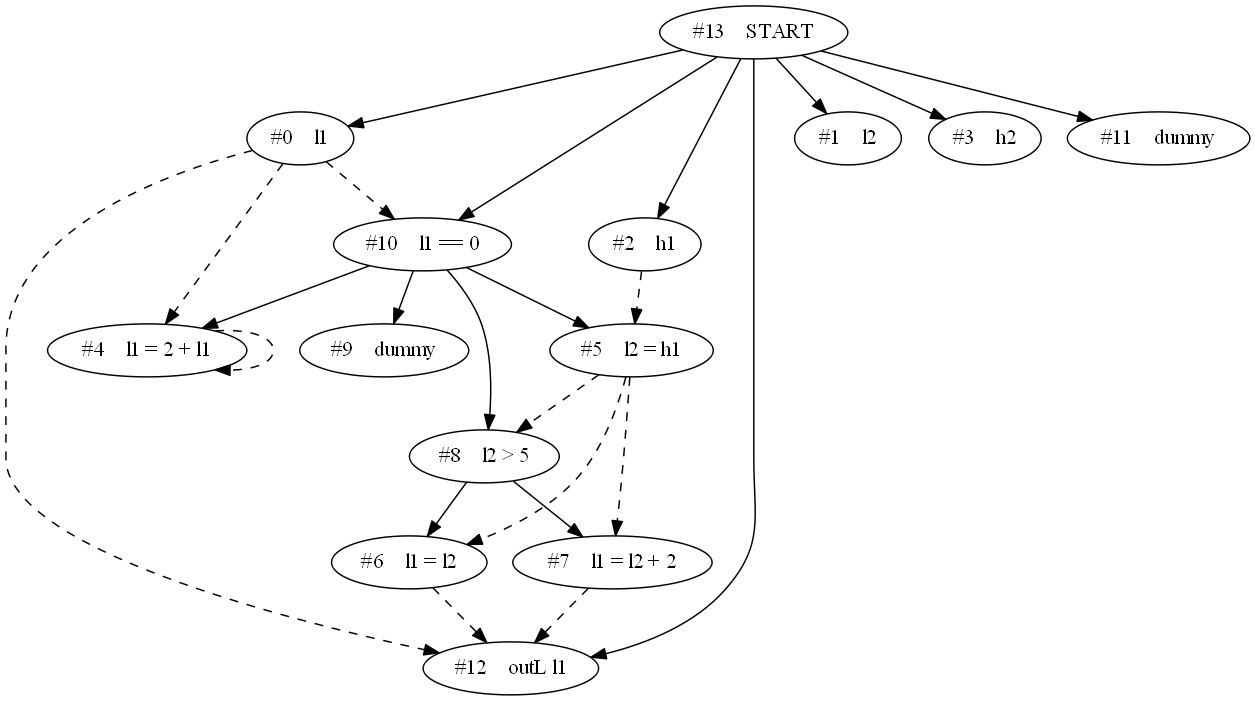 #13 START
#0 l1
#1 l2
#3 h2
#11 dummy
#10 l1 == 0
#2 h1
#4 l1 = 2 + l1
#9 dummy
#5 l2 = h1
#8 l2 > 5
#6 l1 = l2
#7 l1 = l2 + 2
#12 outL l1